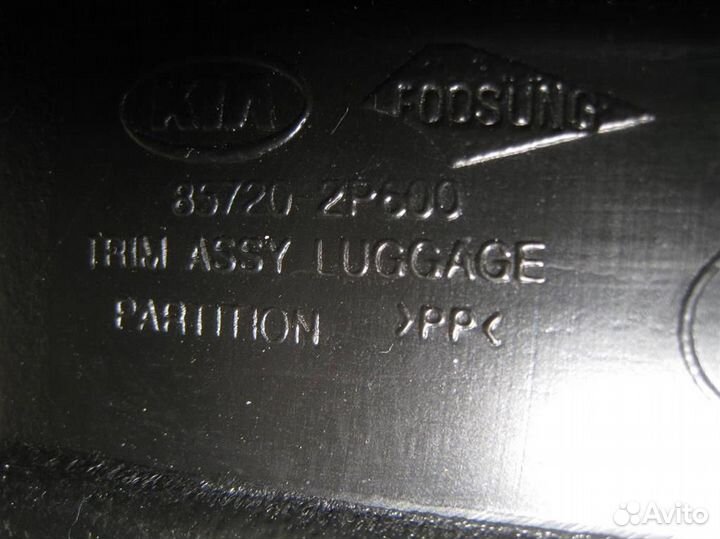 KIA FOOSUNG
85720-2P600
TRIM ASSY LUGGAGE
PARTITION >PP<
Avito